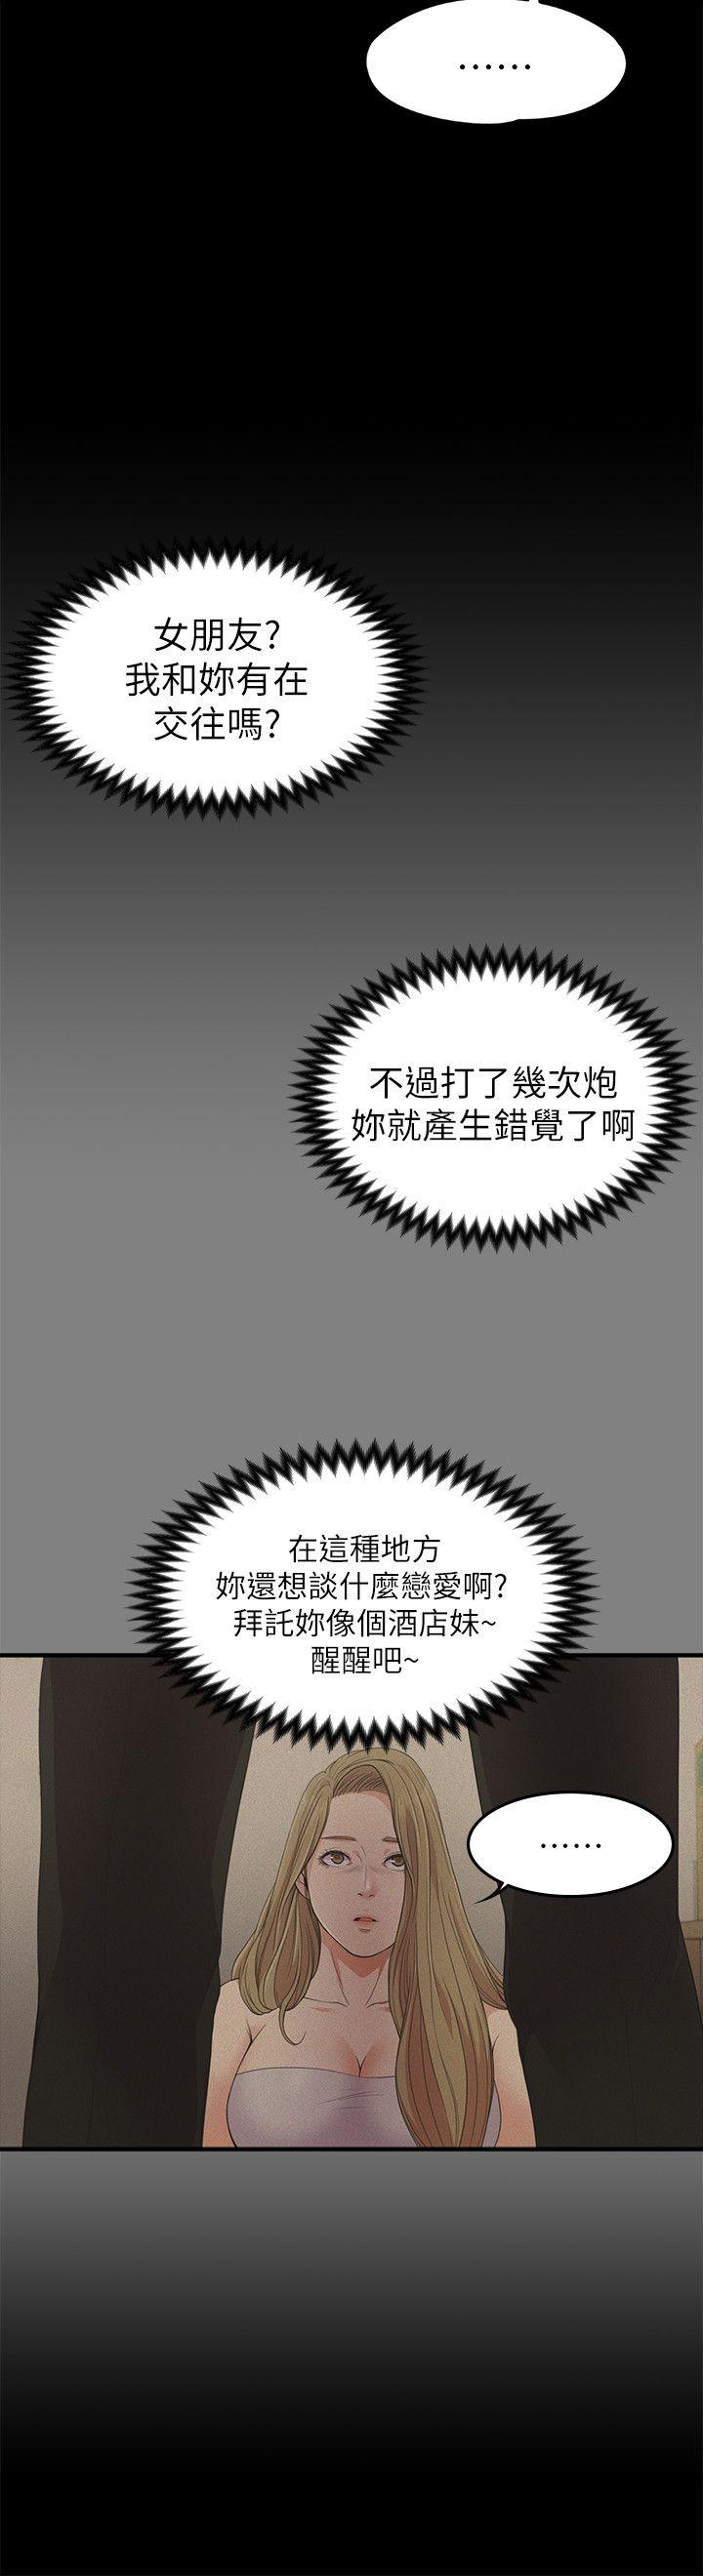 ……
女朋友?
我和妳有在
交往嗎?
不過打了幾次炮
妳就產生錯覺了啊
在這種地方
妳還想談什麼戀愛啊?
拜託妳像個酒店妹~
醒醒吧~
……